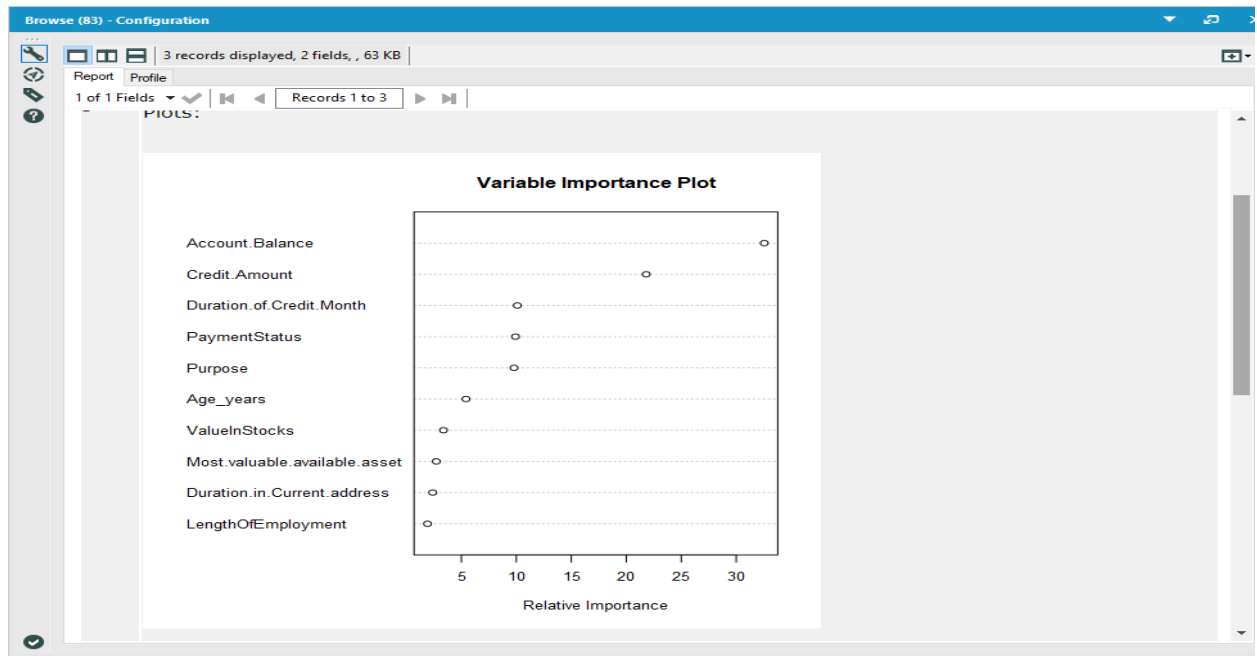 Browse (83) - Configuration
3 records displayed, 2 fields, , 63 KB
Report Profile
1 of 1 Fields Records 1 to 3
Plots:
Variable Importance Plot
Account.Balance
Credit.Amount
Duration.of.Credit.Month
PaymentStatus
Purpose
Age_years
ValueInStocks
Most.valuable.available.asset
Duration.in.Current.address
LengthOfEmployment
5 10 15 20 25 30
Relative Importance